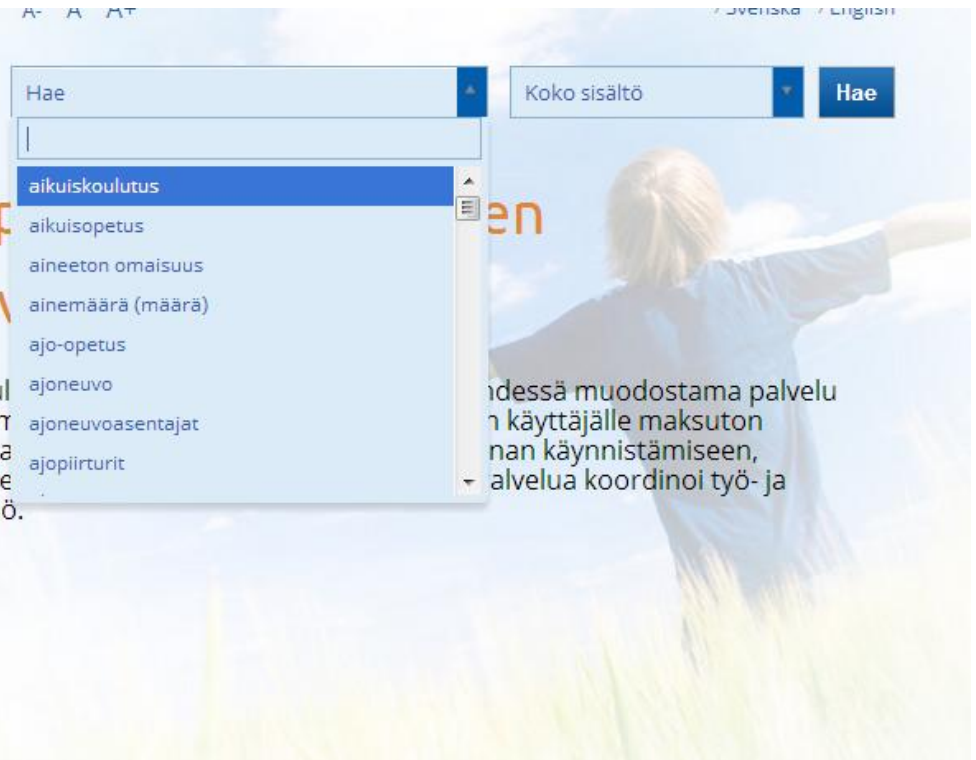 A- A A+ Svenska English
Hae Koko sisältö Hae
aikuiskoulutus
aikuisopetus
aineeton omaisuus
ainemäärä (määrä)
ajo-opetus
ajoneuvo
ajoneuvoasentajat
ajopiirturit
en
hdessä muodostama palvelu
n käyttäjälle maksuton
nan käynnistämiseen,
alvelua koordinoi työ- ja
ö.